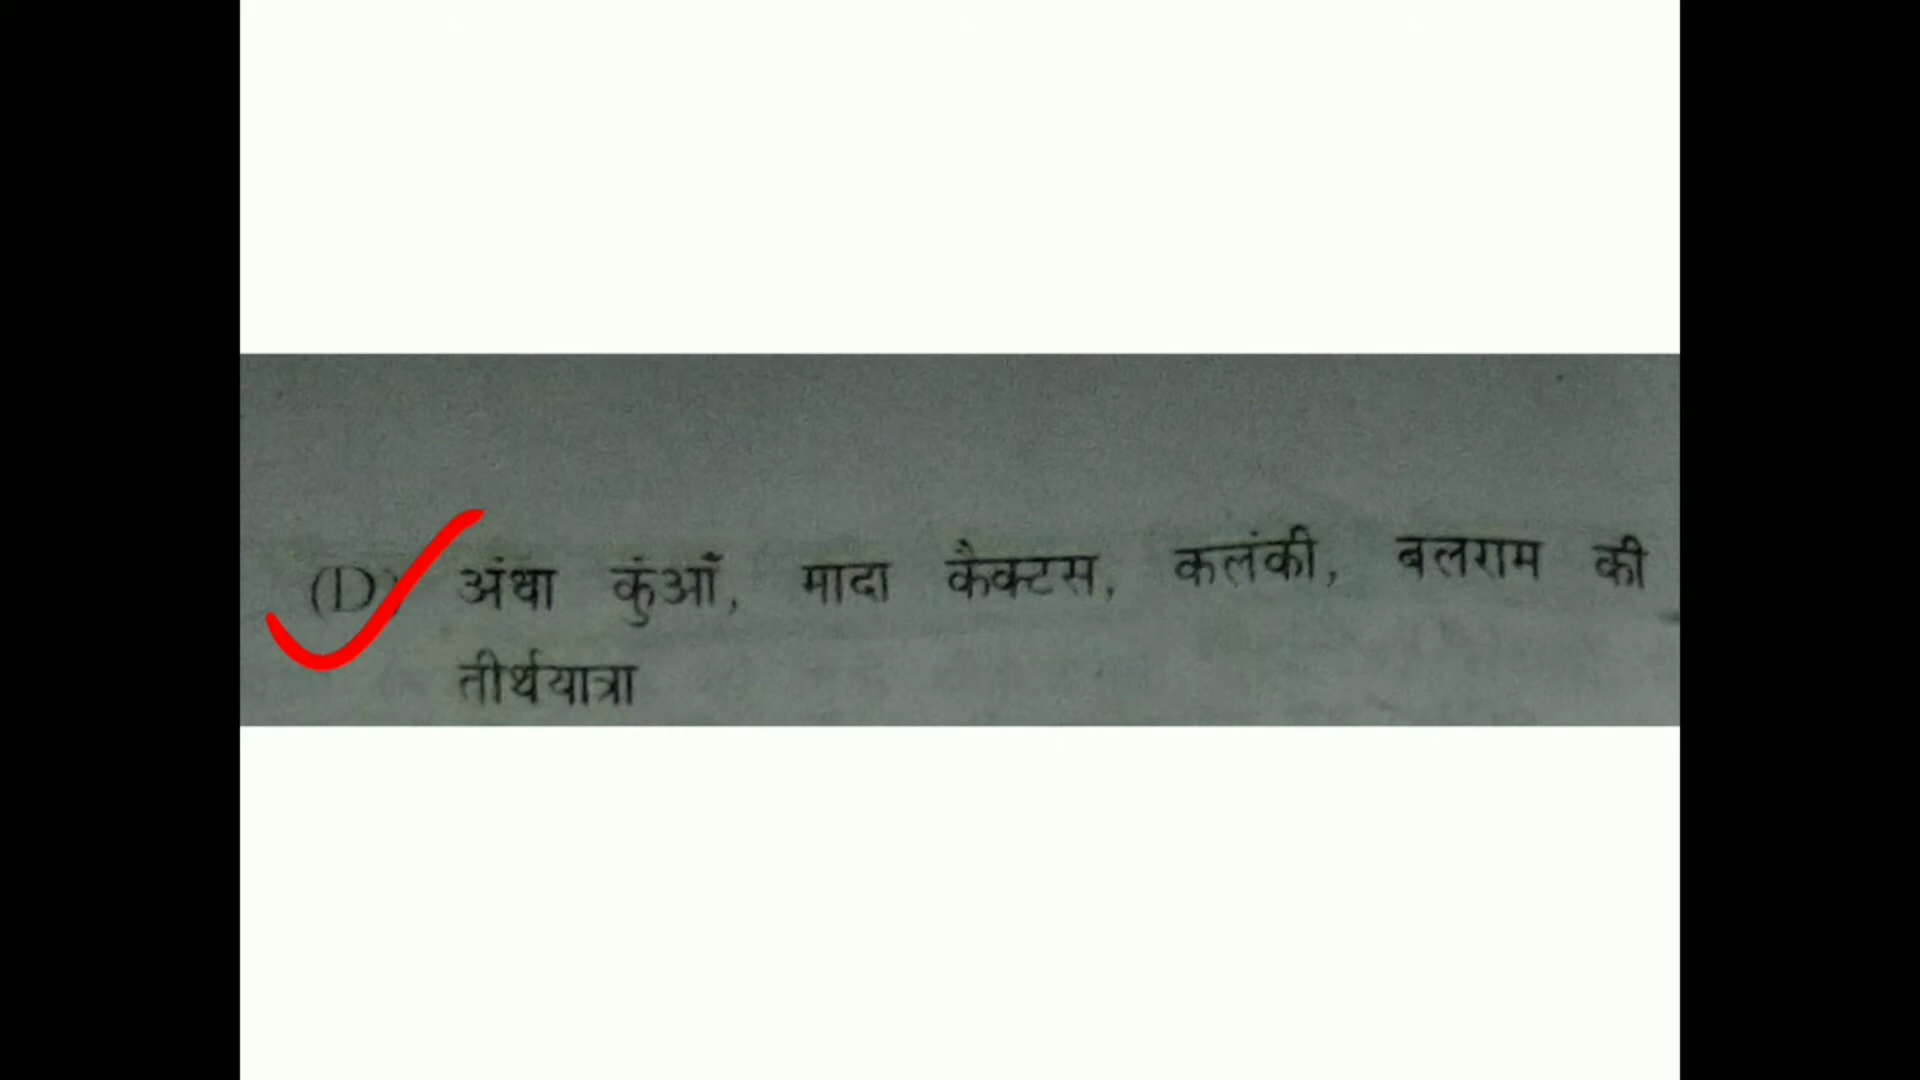 (D) अंधा कुंआँ, मादा कैक्टस, कलंकी, बलराम की
तीर्थयात्रा